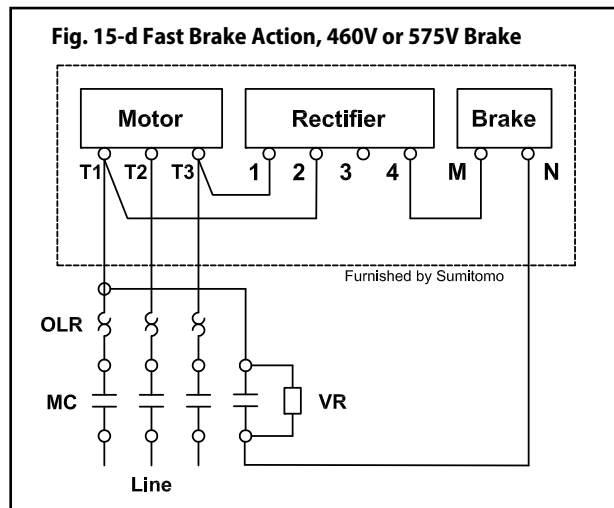 Fig. 15-d Fast Brake Action, 460V or 575V Brake
Motor Rectifier Brake
T1 T2 T3 1 2 3 4 M N
Furnished by Sumitomo
OLR
MC VR
Line